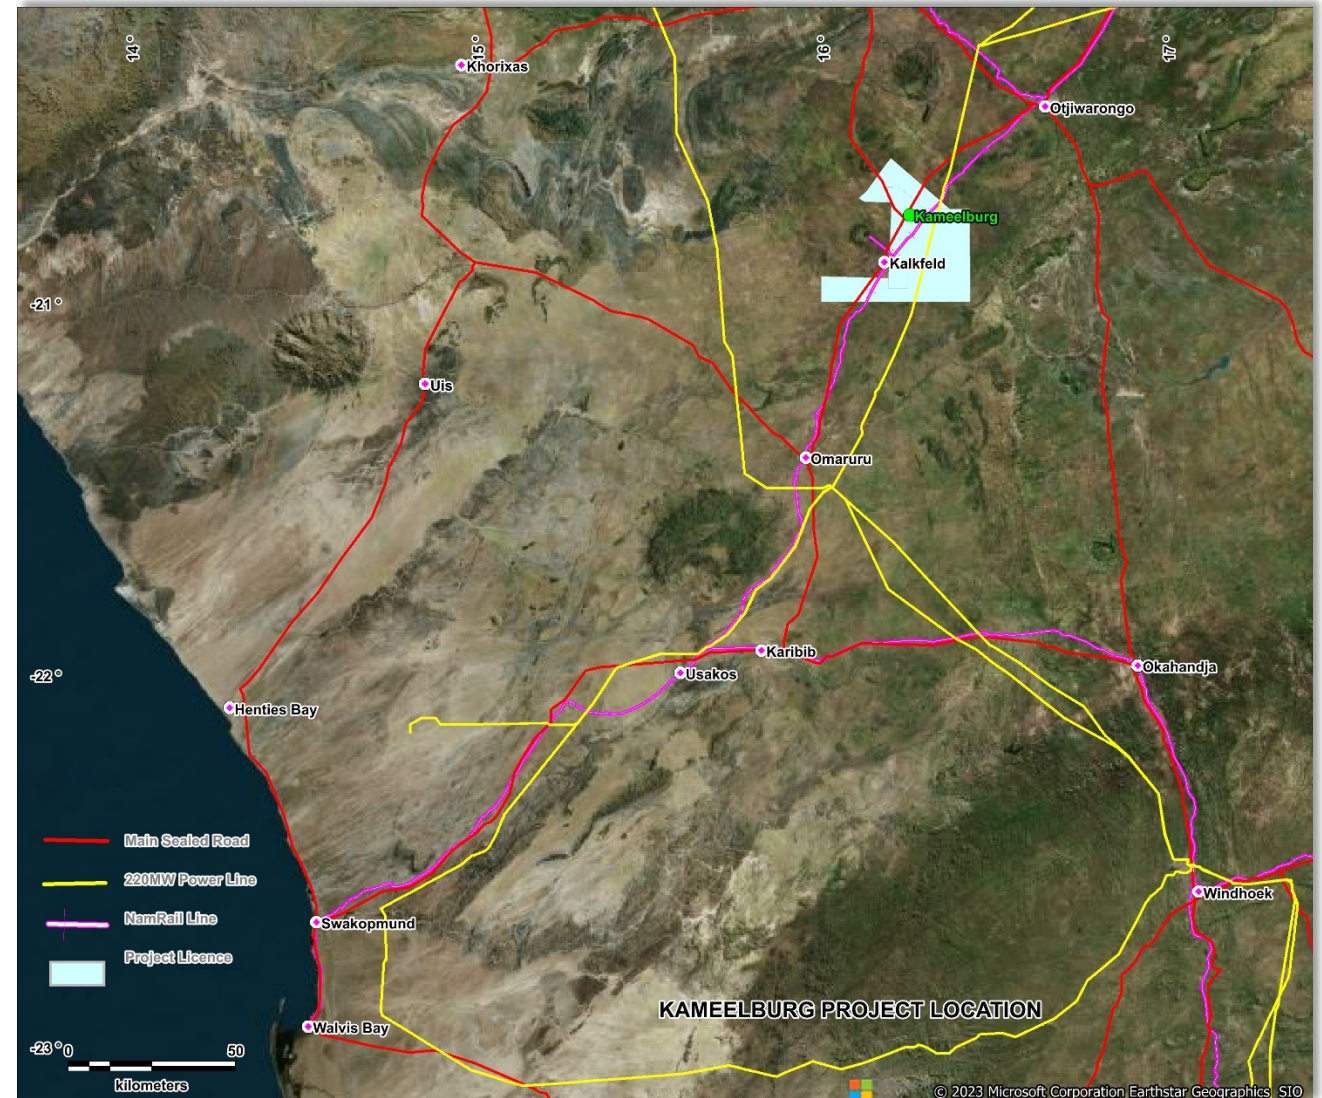 14°
15°
16°
17°
Khorixas
Otjiwarongo
Kameelburg
Kalkfeld
-21°
Uis
Omaruru
Karibib
Okahandja
Usakos
-22°
Henties Bay
Main Sealed Road
220MW Power Line
NamRail Line
Project Licence
Windhoek
Swakopmund
KAMEELBURG PROJECT LOCATION
Walvis Bay
-23°
0 50
kilometers
© 2023 Microsoft Corporation Earthstar Geographics SIO